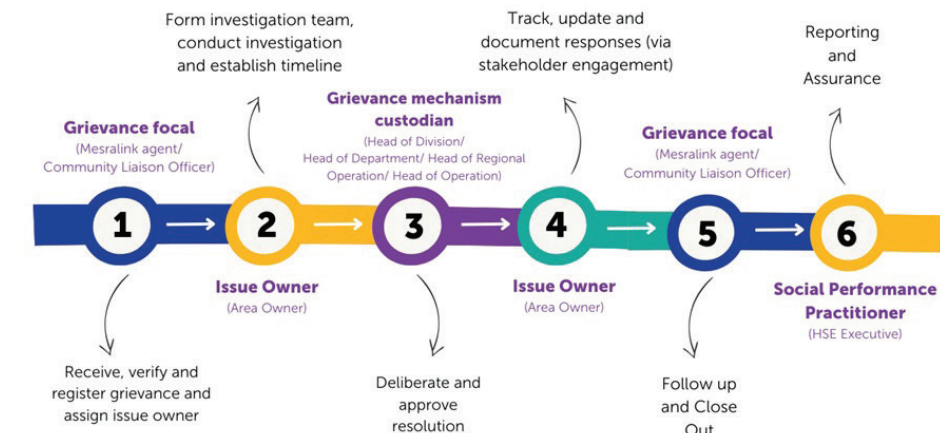 Form investigation team,
conduct investigation
and establish timeline
Track, update and
document responses (via
stakeholder engagement)
Reporting
and
Assurance
Grievance focal
(Mesralink agent/
Community Liaison Officer)
Grievance mechanism
custodian
(Head of Division/
Head of Department/ Head of Regional
Operation/ Head of Operation)
Grievance focal
(Mesralink agent/
Community Liaison Officer)
1
2
3
4
5
6
Issue Owner
(Area Owner)
Issue Owner
(Area Owner)
Social Performance
Practitioner
(HSE Executive)
Receive, verify and
register grievance and
assign issue owner
Deliberate and
approve
resolution
Follow up
and Close
Out